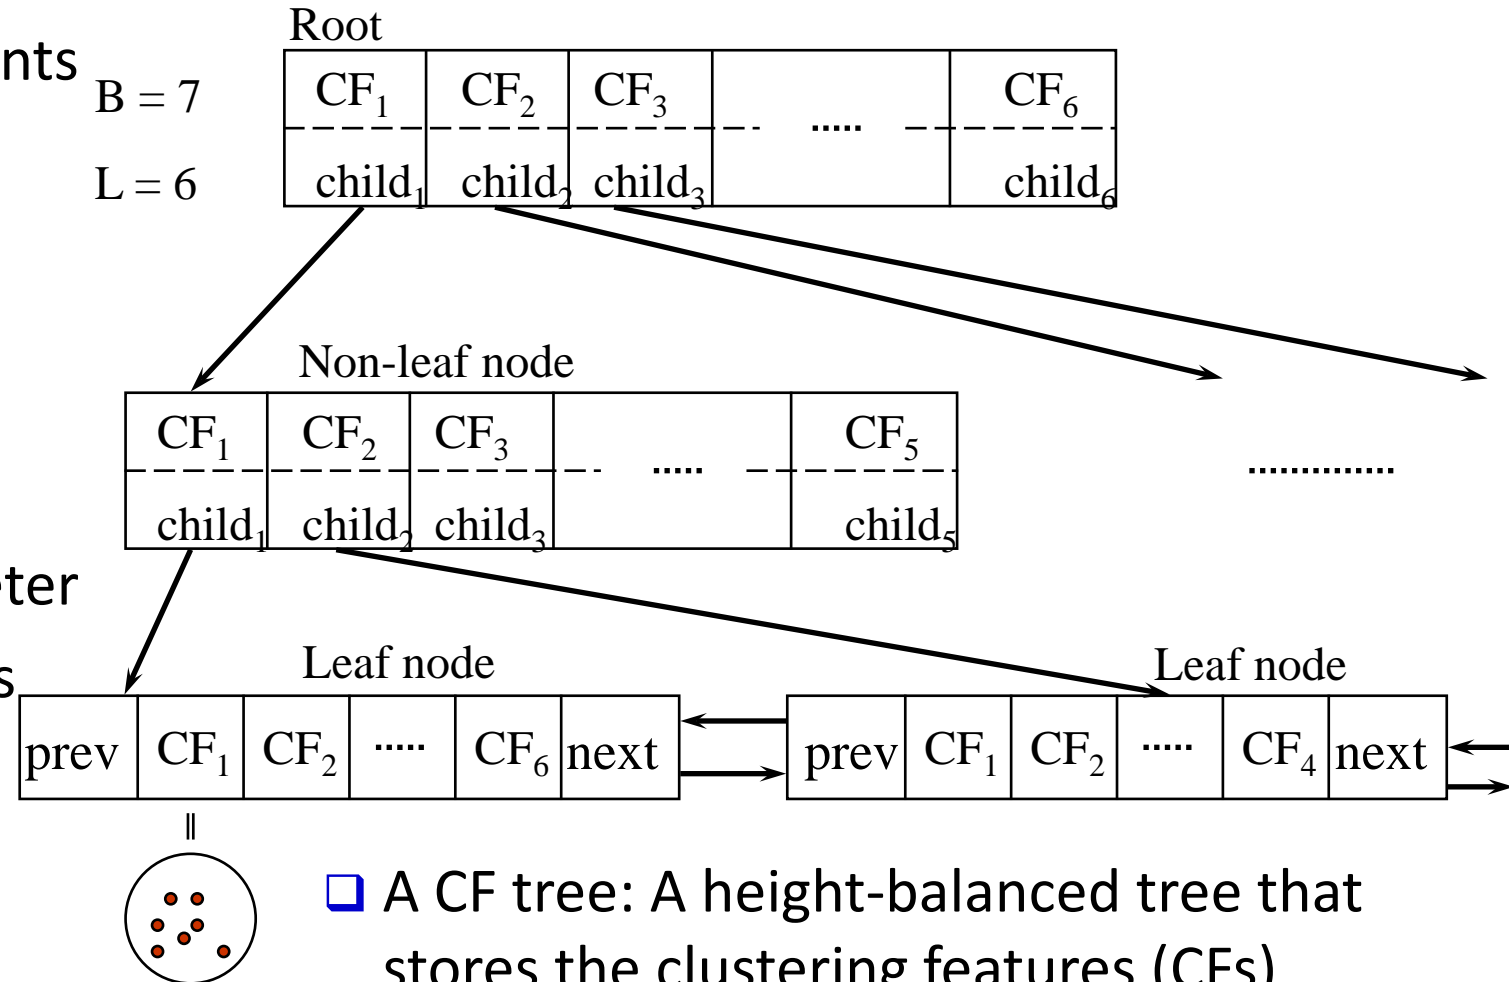 Root
nts
B = 7
L = 6
CF1 CF2 CF3 ..... CF6
child1 child2 child3 child6
Non-leaf node
CF1 CF2 CF3 ..... CF5
child1 child2 child3 child5
..............
eter
s
Leaf node
Leaf node
prev CF1 CF2 ..... CF6 next
prev CF1 CF2 ..... CF4 next
=
❑ A CF tree: A height-balanced tree that
stores the clustering features (CFs)